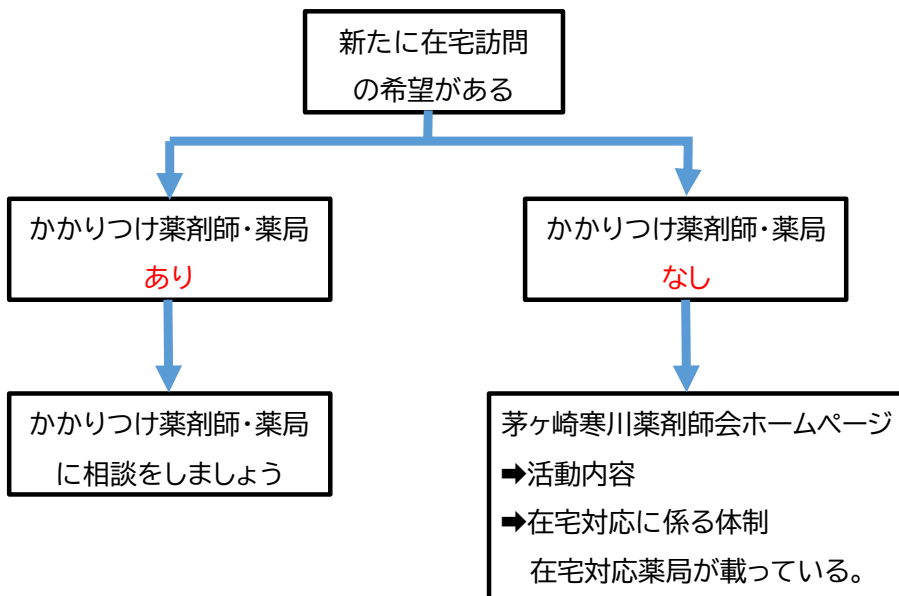 新たに在宅訪問
の希望がある
かかりつけ薬剤師・薬局
あり
かかりつけ薬剤師・薬局
なし
かかりつけ薬剤師・薬局
に相談をしましょう
茅ヶ崎寒川薬剤師会ホームページ
➡活動内容
➡在宅対応に係る体制
在宅対応薬局が載っている。